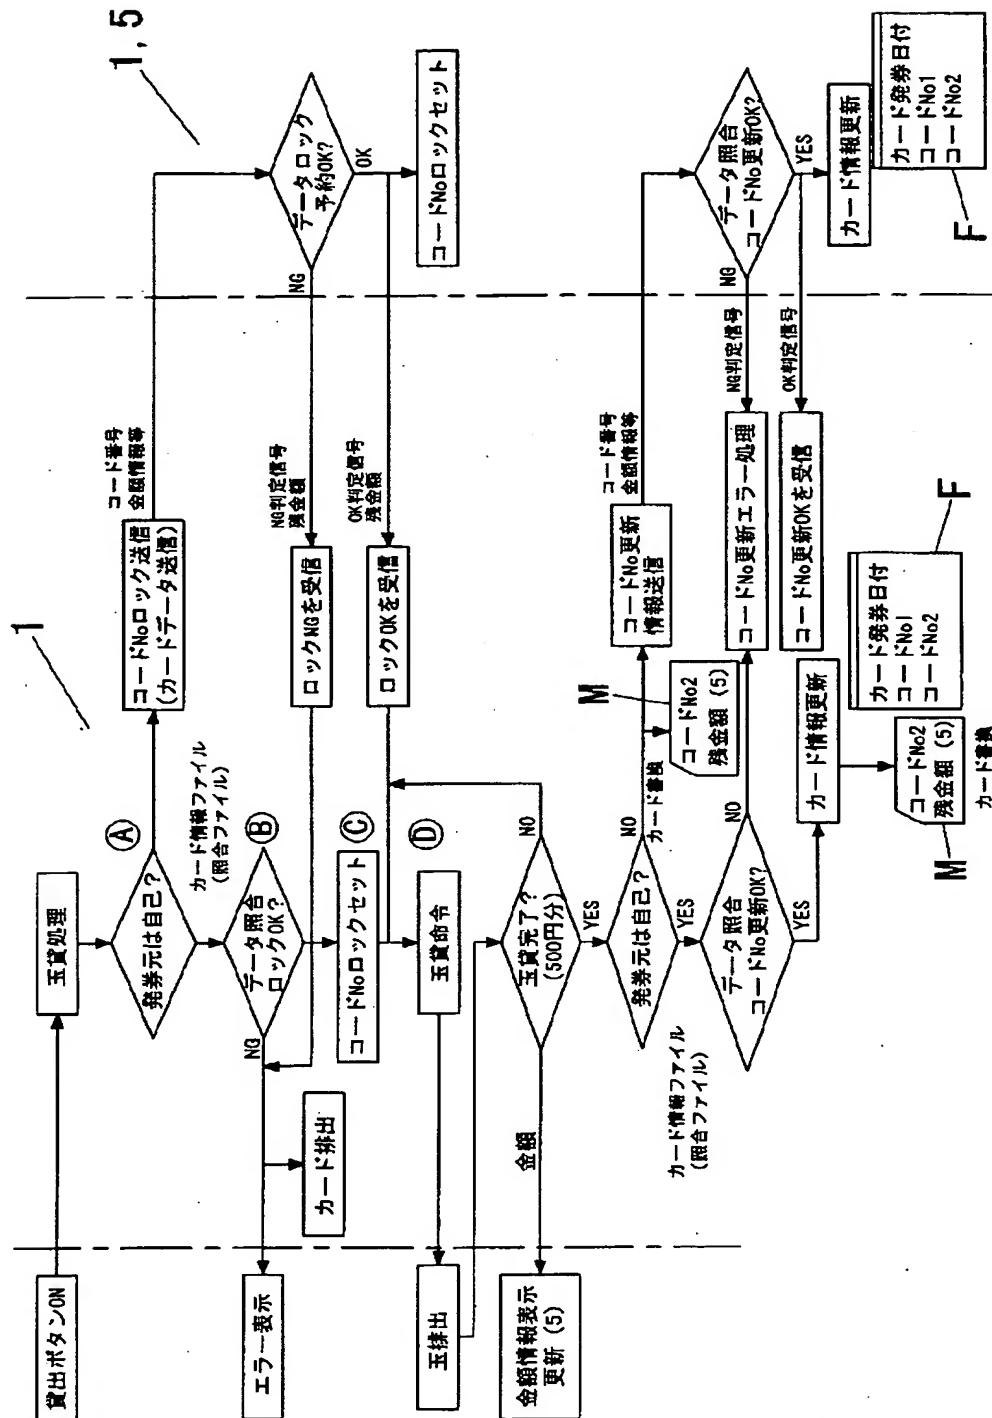 1
1, 5
貸出ボタンON
玉貸処理
発券元は自己?
Ⓐ
コードNoロック送信
(カードデータ送信)
コード番号
金額情報等
データロック
予約OK?
NG
OK
コードNoロックセット
カード情報ファイル
(照合ファイル)
データ照合
ロックOK?
Ⓑ
NG
エラー表示
カード排出
NG判定信号
残金額
ロックNGを受信
OK判定信号
残金額
ロックOKを受信
コードNoロックセット
Ⓒ
玉貸命令
Ⓓ
玉排出
玉貸完了?
(500円分)
NO
YES
金額
金額情報表示
更新 (5)
発券元は自己?
NO
YES
カード書換
コードNo2
残金額 (5)
M
コードNo更新
情報送信
コード番号
金額情報等
データ照合
コードNo更新OK?
NG
YES
カード情報更新
カード発券日付
コードNo1
コードNo2
F
カード情報ファイル
(照合ファイル)
データ照合
コードNo更新OK?
NO
YES
NG判定信号
コードNo更新エラー処理
OK判定信号
コードNo更新OKを受信
カード情報更新
カード発券日付
コードNo1
コードNo2
F
コードNo2
残金額 (5)
M
カード書換